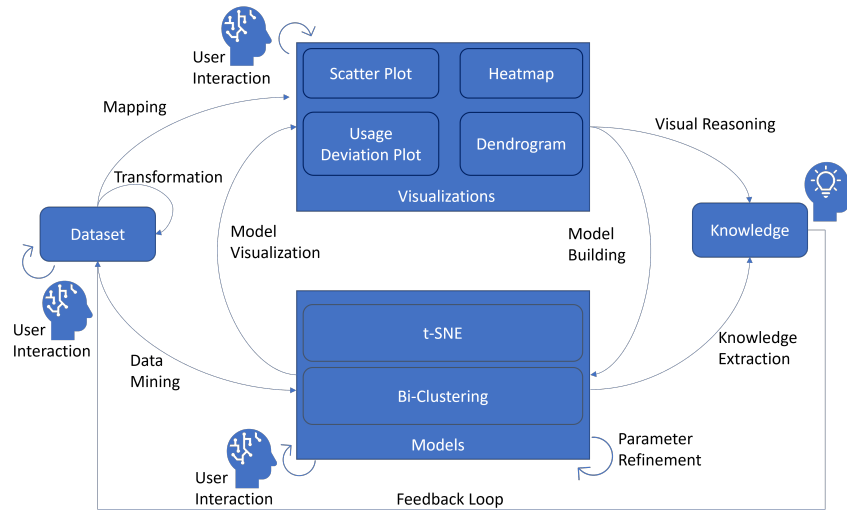 User
Interaction
Scatter Plot
Heatmap
Mapping
Usage
Deviation Plot
Dendrogram
Visual Reasoning
Transformation
Visualizations
Dataset
Model
Visualization
Model
Building
Knowledge
User
Interaction
t-SNE
Data
Mining
Knowledge
Extraction
Bi-Clustering
Models
Parameter
Refinement
User
Interaction
Feedback Loop